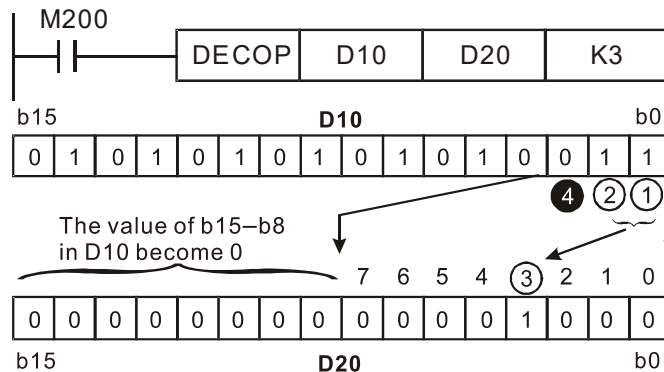 M200
DECOP D10 D20 K3
b15 D10 b0
0 1 0 1 0 1 0 1 0 1 0 1 0 0 1 1
4 2 1
The value of b15–b8
in D10 become 0
7 6 5 4 3 2 1 0
0 0 0 0 0 0 0 0 0 0 0 0 1 0 0 0
b15 D20 b0